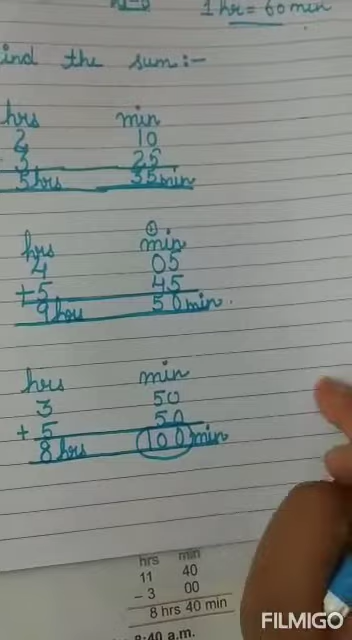 1 hr = 60 min
ind the sum:-
hrs min
2 10
3 25
5 hrs 35 min
hrs min
4 05
+ 5 45
9 hrs 50 min.
hrs min
3 50
+ 5 50
8 hrs 100 min
hrs min
11 40
– 3 00
8 hrs 40 min
8:40 a.m.
FILMIGO